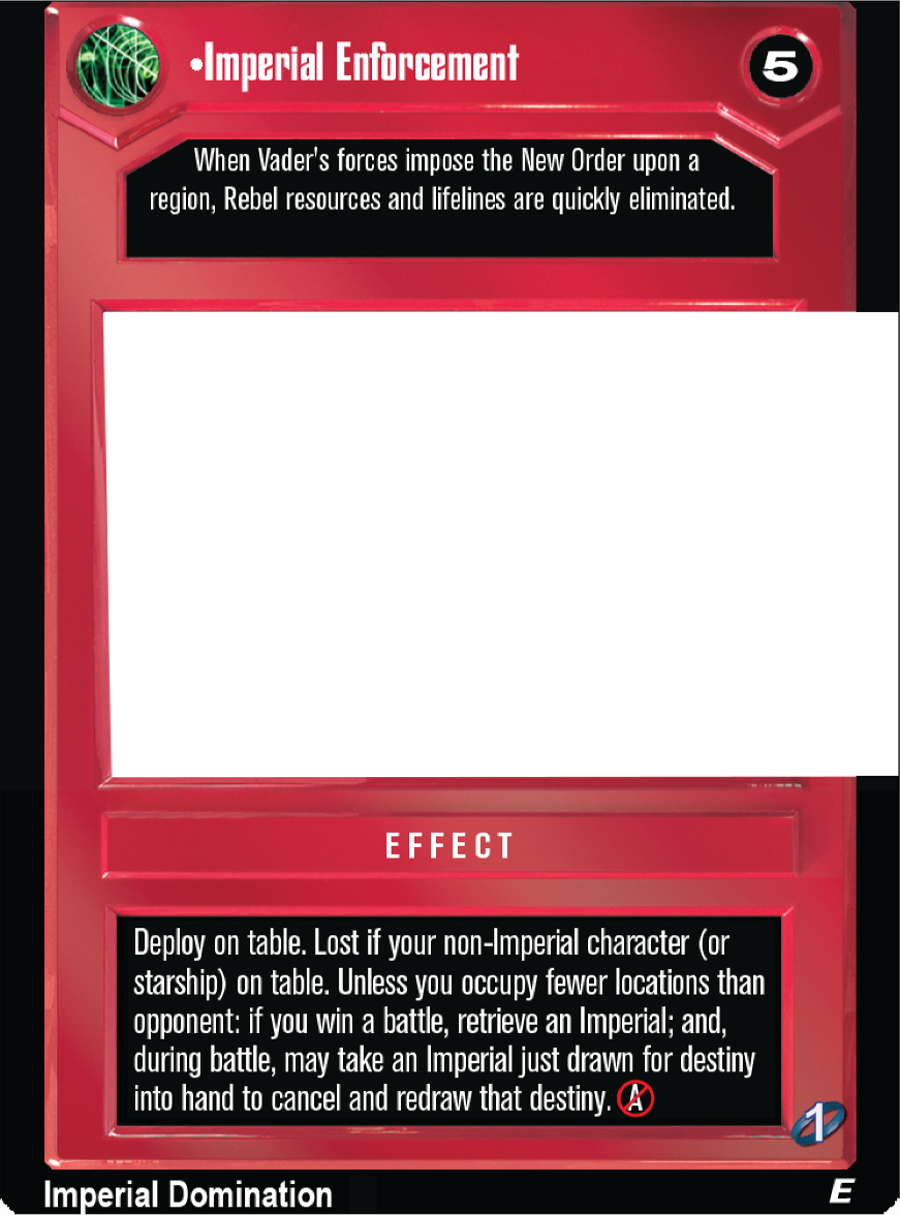 •Imperial Enforcement
5
When Vader's forces impose the New Order upon a
region, Rebel resources and lifelines are quickly eliminated.
EFFECT
Deploy on table. Lost if your non-Imperial character (or
starship) on table. Unless you occupy fewer locations than
opponent: if you win a battle, retrieve an Imperial; and,
during battle, may take an Imperial just drawn for destiny
into hand to cancel and redraw that destiny. A
1
Imperial Domination
E